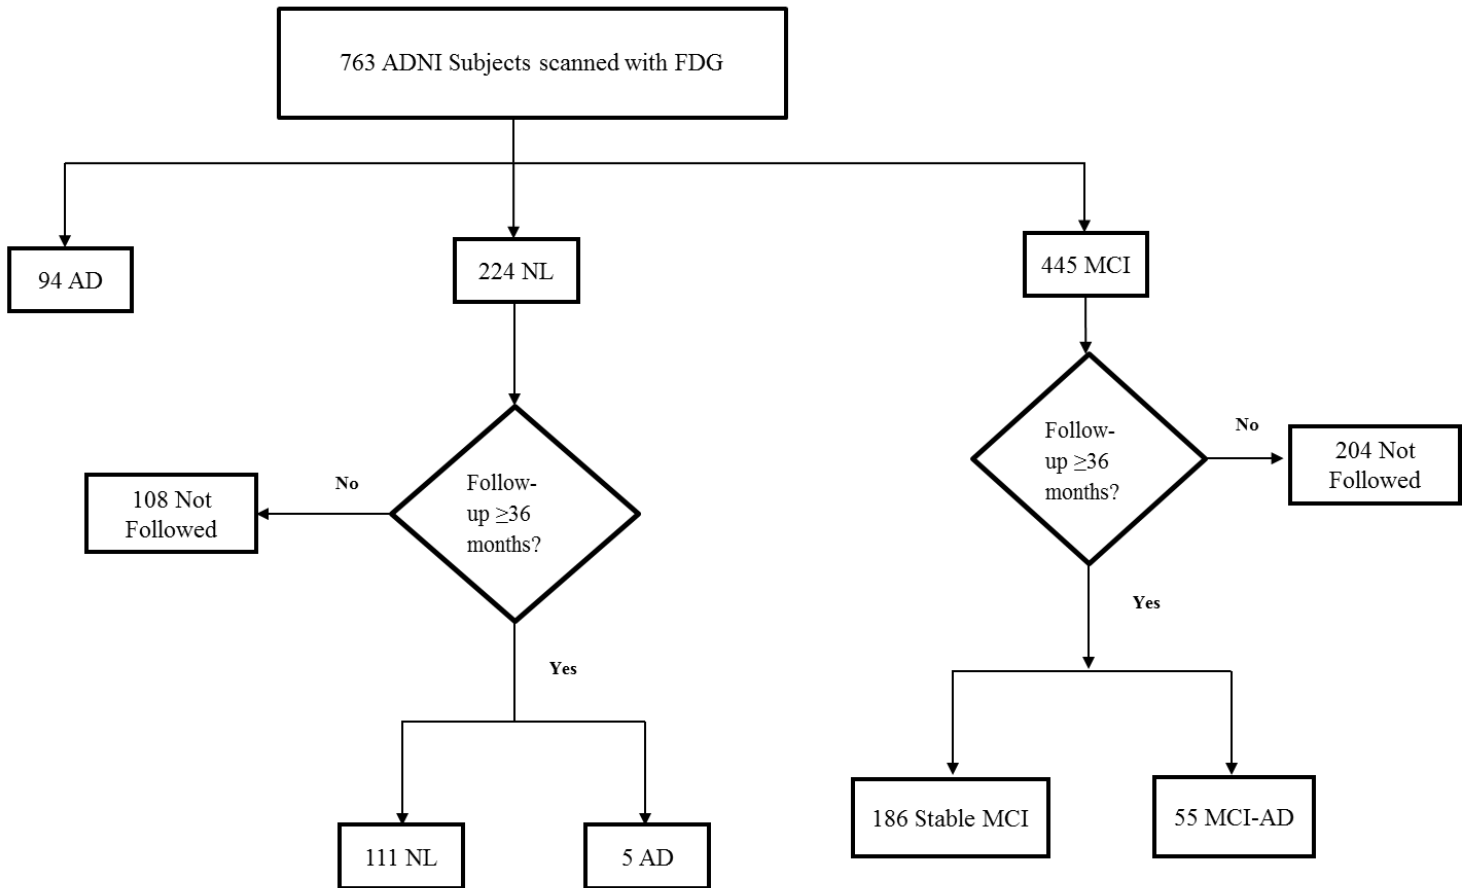 763 ADNI Subjects scanned with FDG
94 AD
224 NL
445 MCI
Follow-
up ≥36
months?
No
204 Not
Followed
No
108 Not
Followed
Follow-
up ≥36
months?
Yes
Yes
186 Stable MCI
55 MCI-AD
111 NL
5 AD